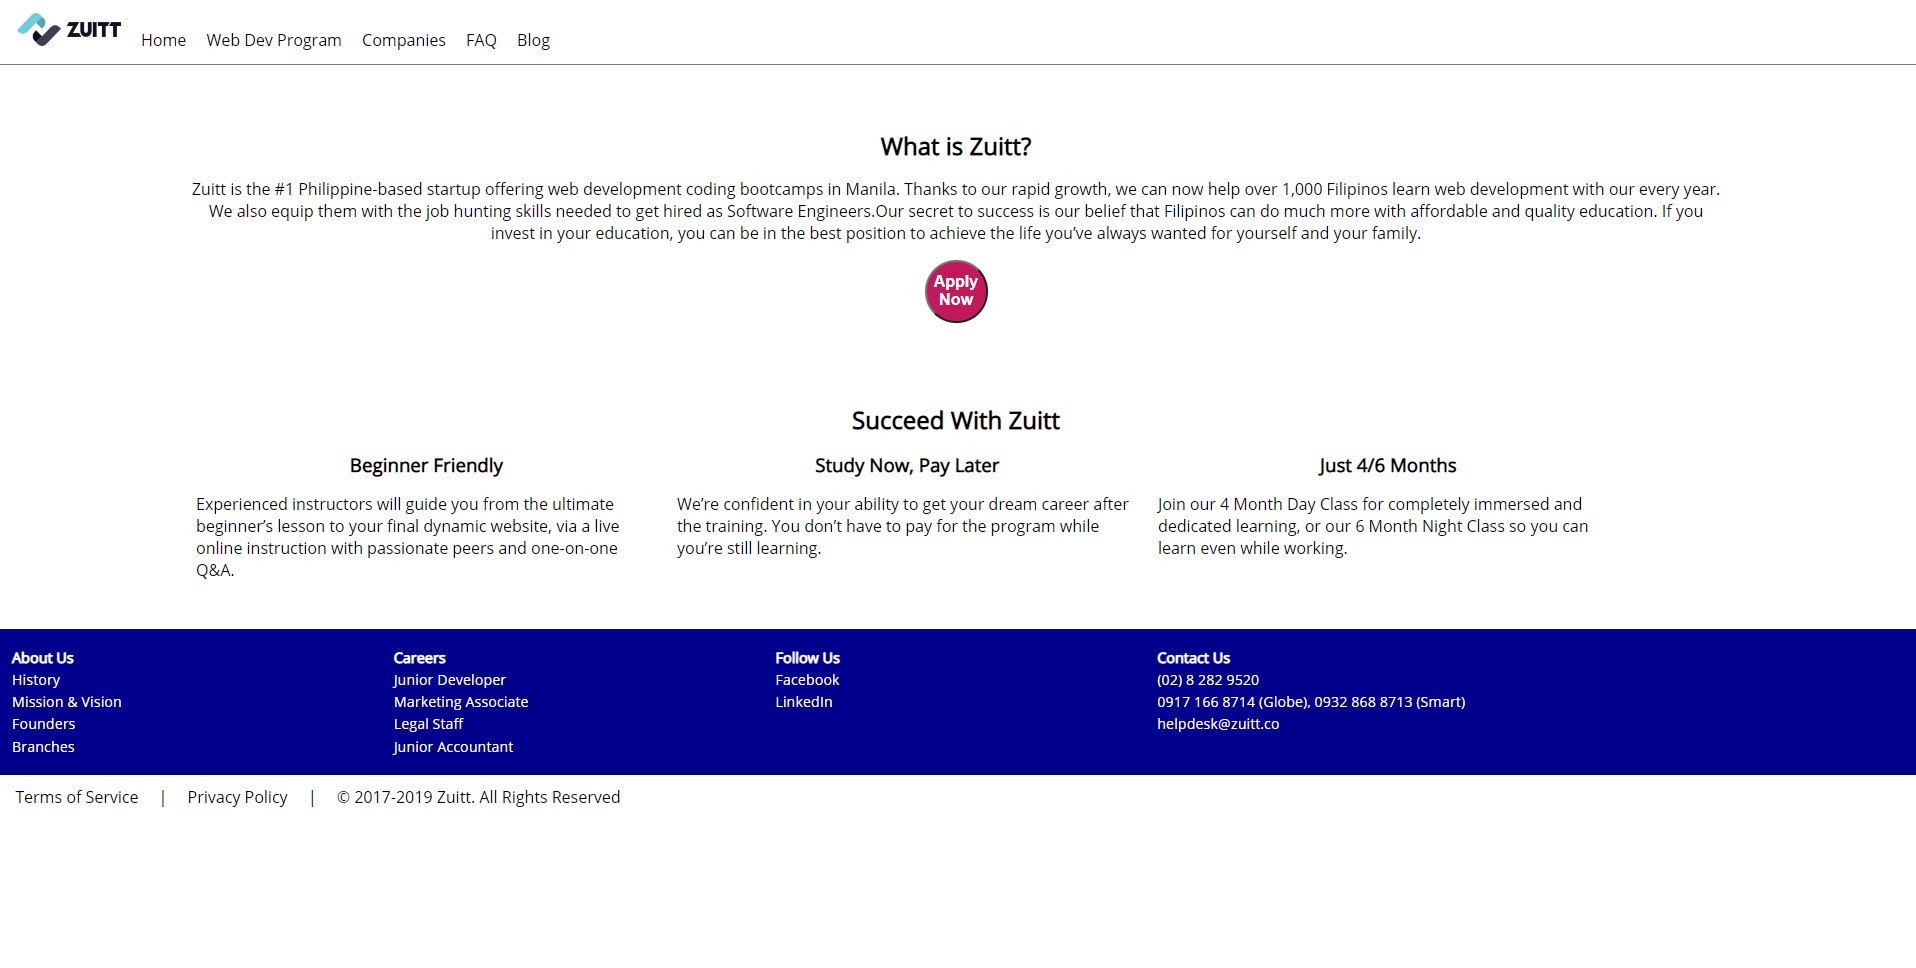 ZUITT
Home Web Dev Program Companies FAQ Blog
What is Zuitt?
Zuitt is the #1 Philippine-based startup offering web development coding bootcamps in Manila. Thanks to our rapid growth, we can now help over 1,000 Filipinos learn web development with our every year.
We also equip them with the job hunting skills needed to get hired as Software Engineers.Our secret to success is our belief that Filipinos can do much more with affordable and quality education. If you
invest in your education, you can be in the best position to achieve the life you’ve always wanted for yourself and your family.
Apply
Now
Succeed With Zuitt
Beginner Friendly
Experienced instructors will guide you from the ultimate
beginner’s lesson to your final dynamic website, via a live
online instruction with passionate peers and one-on-one
Q&A.
Study Now, Pay Later
We’re confident in your ability to get your dream career after
the training. You don’t have to pay for the program while
you’re still learning.
Just 4/6 Months
Join our 4 Month Day Class for completely immersed and
dedicated learning, or our 6 Month Night Class so you can
learn even while working.
About Us
History
Mission & Vision
Founders
Branches
Careers
Junior Developer
Marketing Associate
Legal Staff
Junior Accountant
Follow Us
Facebook
LinkedIn
Contact Us
(02) 8 282 9520
0917 166 8714 (Globe), 0932 868 8713 (Smart)
helpdesk@zuitt.co
Terms of Service | Privacy Policy | © 2017-2019 Zuitt. All Rights Reserved